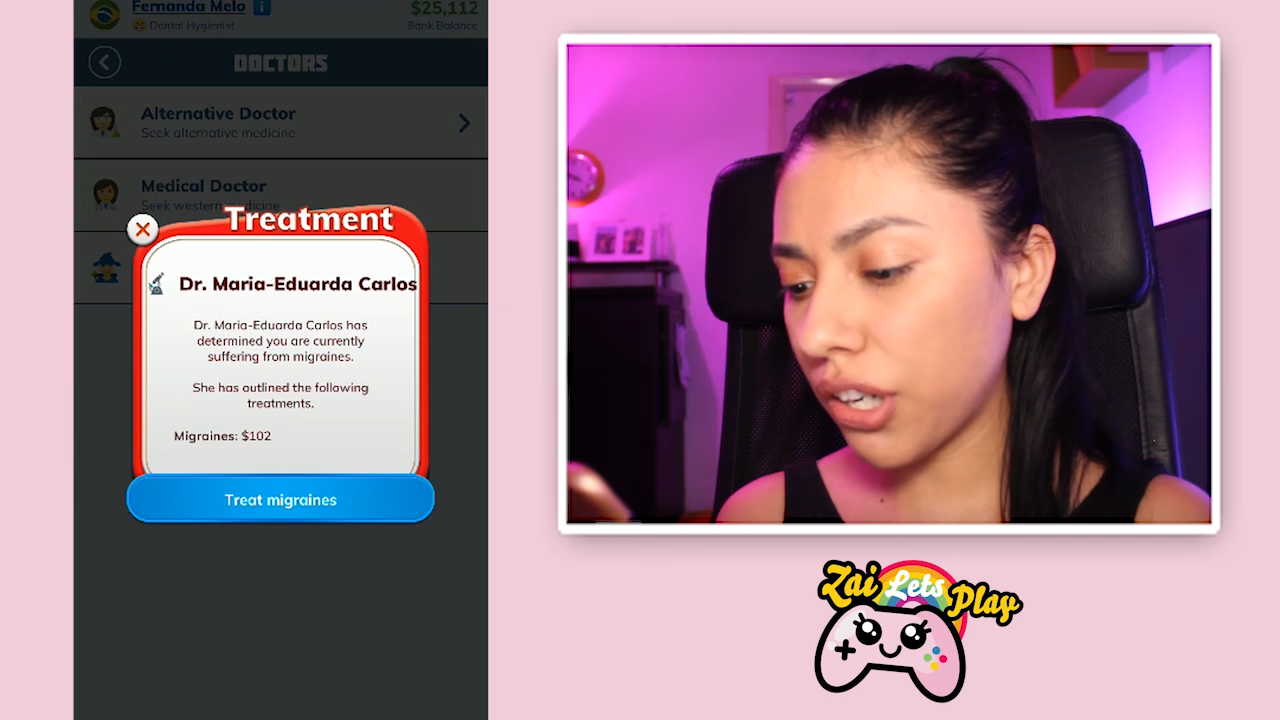 Fernanda Melo
$25,112
Dental Hygienist
Bank Balance
DOCTORS
Alternative Doctor
Seek alternative medicine
Medical Doctor
Seek western medicine
Treatment
Dr. Maria-Eduarda Carlos
Dr. Maria-Eduarda Carlos has
determined you are currently
suffering from migraines.
She has outlined the following
treatments.
Migraines: $102
Treat migraines
Zai Lets Play